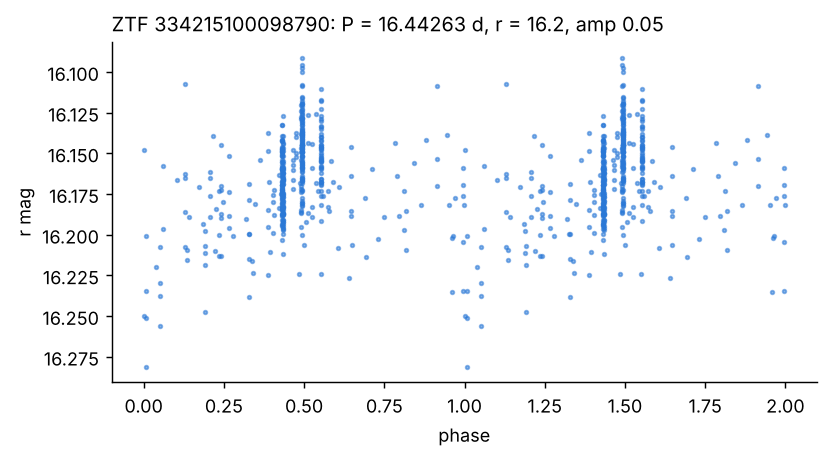 ZTF 334215100098790: P = 16.44263 d, r = 16.2, amp 0.05
16.100
16.125
16.150
16.175
16.200
16.225
16.250
16.275
r mag
0.00 0.25 0.50 0.75 1.00 1.25 1.50 1.75 2.00
phase